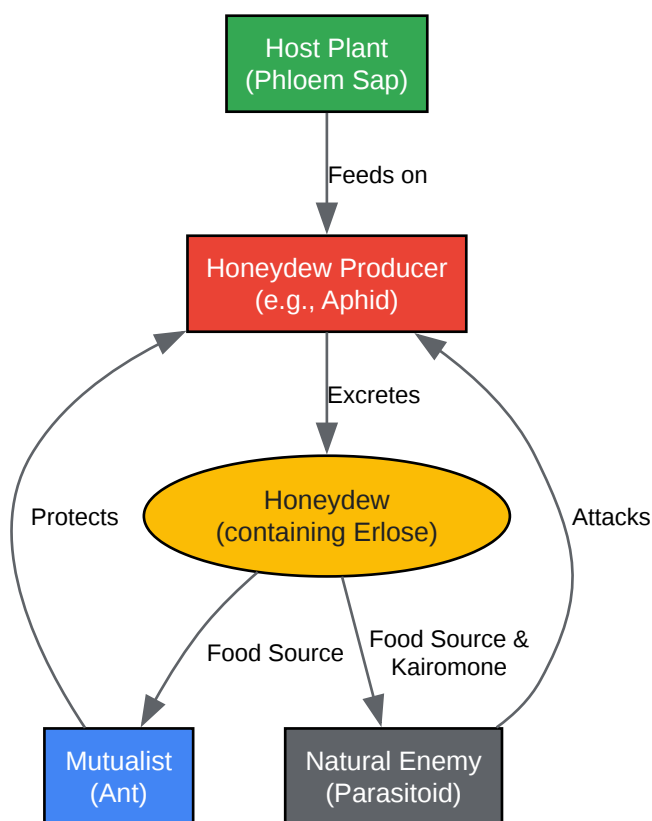 Host Plant
(Phloem Sap)
Feeds on
Honeydew Producer
(e.g., Aphid)
Excretes
Honeydew
(containing Erlose)
Protects
Attacks
Food Source
Food Source &
Kairomone
Mutualist
(Ant)
Natural Enemy
(Parasitoid)